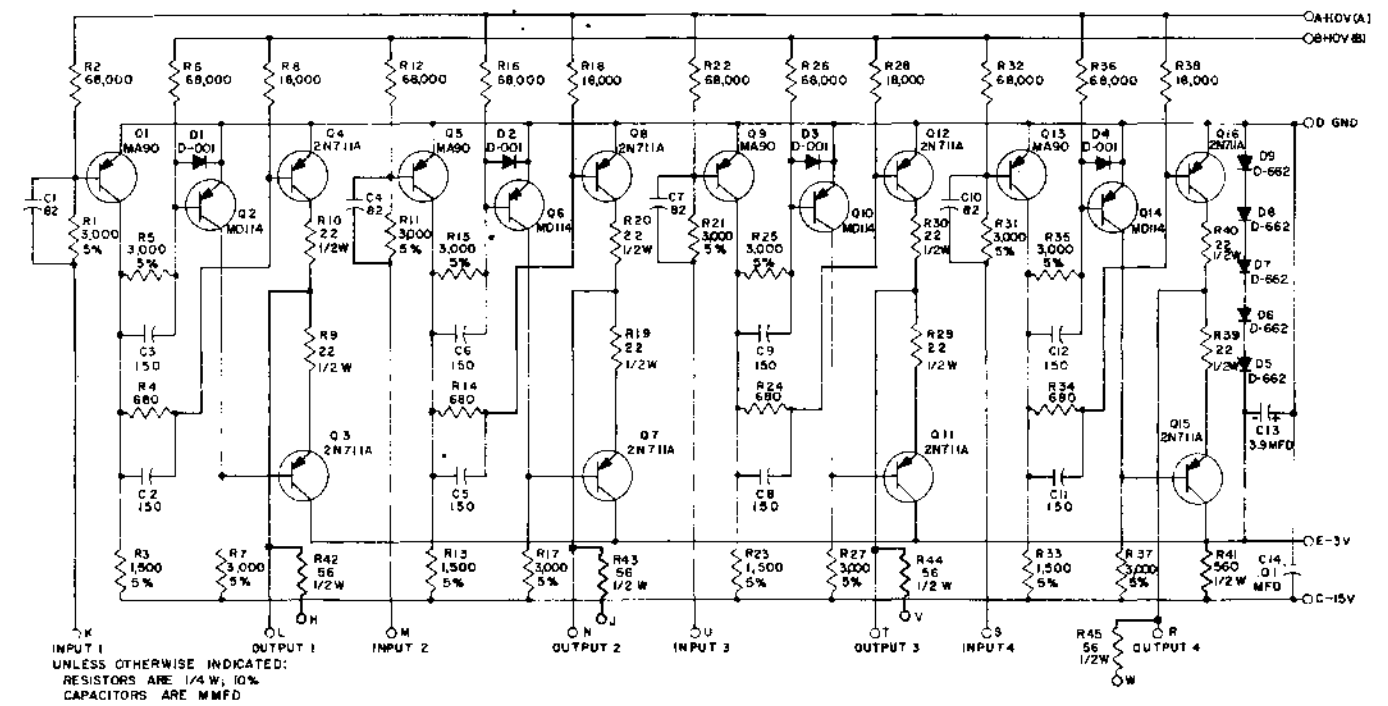 A+10V(A)
B+10V(B)
R2 68,000
R6 68,000
R8 18,000
R12 68,000
R16 68,000
R18 18,000
R22 68,000
R26 68,000
R28 18,000
R32 68,000
R36 68,000
R38 18,000
D GND
Q1 MA90
D1 D-001
Q4 2N711A
Q5 MA90
D2 D-001
Q8 2N711A
Q9 MA90
D3 D-001
Q12 2N711A
Q13 MA90
D4 D-001
Q16 2N711A
D9 D-662
C1 82
R1 3,000 5%
Q2 MD114
R10 22 1/2W
C4 82
R11 3,000 5%
Q6 MD114
R20 22 1/2W
C7 82
R21 3,000 5%
Q10 MD114
R30 22 1/2W
C10 82
R31 3,000 5%
Q14 MD114
R40 22 1/2W
D8 D-662
R5 3,000 5%
R15 3,000 5%
R25 3,000 5%
R35 3,000 5%
D7 D-662
D6 D-662
C3 150
R9 22 1/2W
C6 150
R19 22 1/2W
C9 150
R29 22 1/2W
C12 150
R39 22 1/2W
D5 D-662
R4 680
R14 680
R24 680
R34 680
C13 3.9MFD
Q3 2N711A
Q7 2N711A
Q11 2N711A
Q15 2N711A
C2 150
C5 150
C8 150
C11 150
E-3V
R3 1,500 5%
R7 3,000 5%
R42 56 1/2W
R13 1,500 5%
R17 3,000 5%
R43 56 1/2W
R23 1,500 5%
R27 3,000 5%
R44 56 1/2W
R33 1,500 5%
R37 3,000 5%
R41 560 1/2W
C14 .01 MFD
C-15V
H
J
V
K INPUT 1
L OUTPUT 1
M INPUT 2
N OUTPUT 2
U INPUT 3
T OUTPUT 3
S INPUT 4
R45 56 1/2W
R OUTPUT 4
W
UNLESS OTHERWISE INDICATED:
RESISTORS ARE 1/4W; 10%
CAPACITORS ARE MMFD